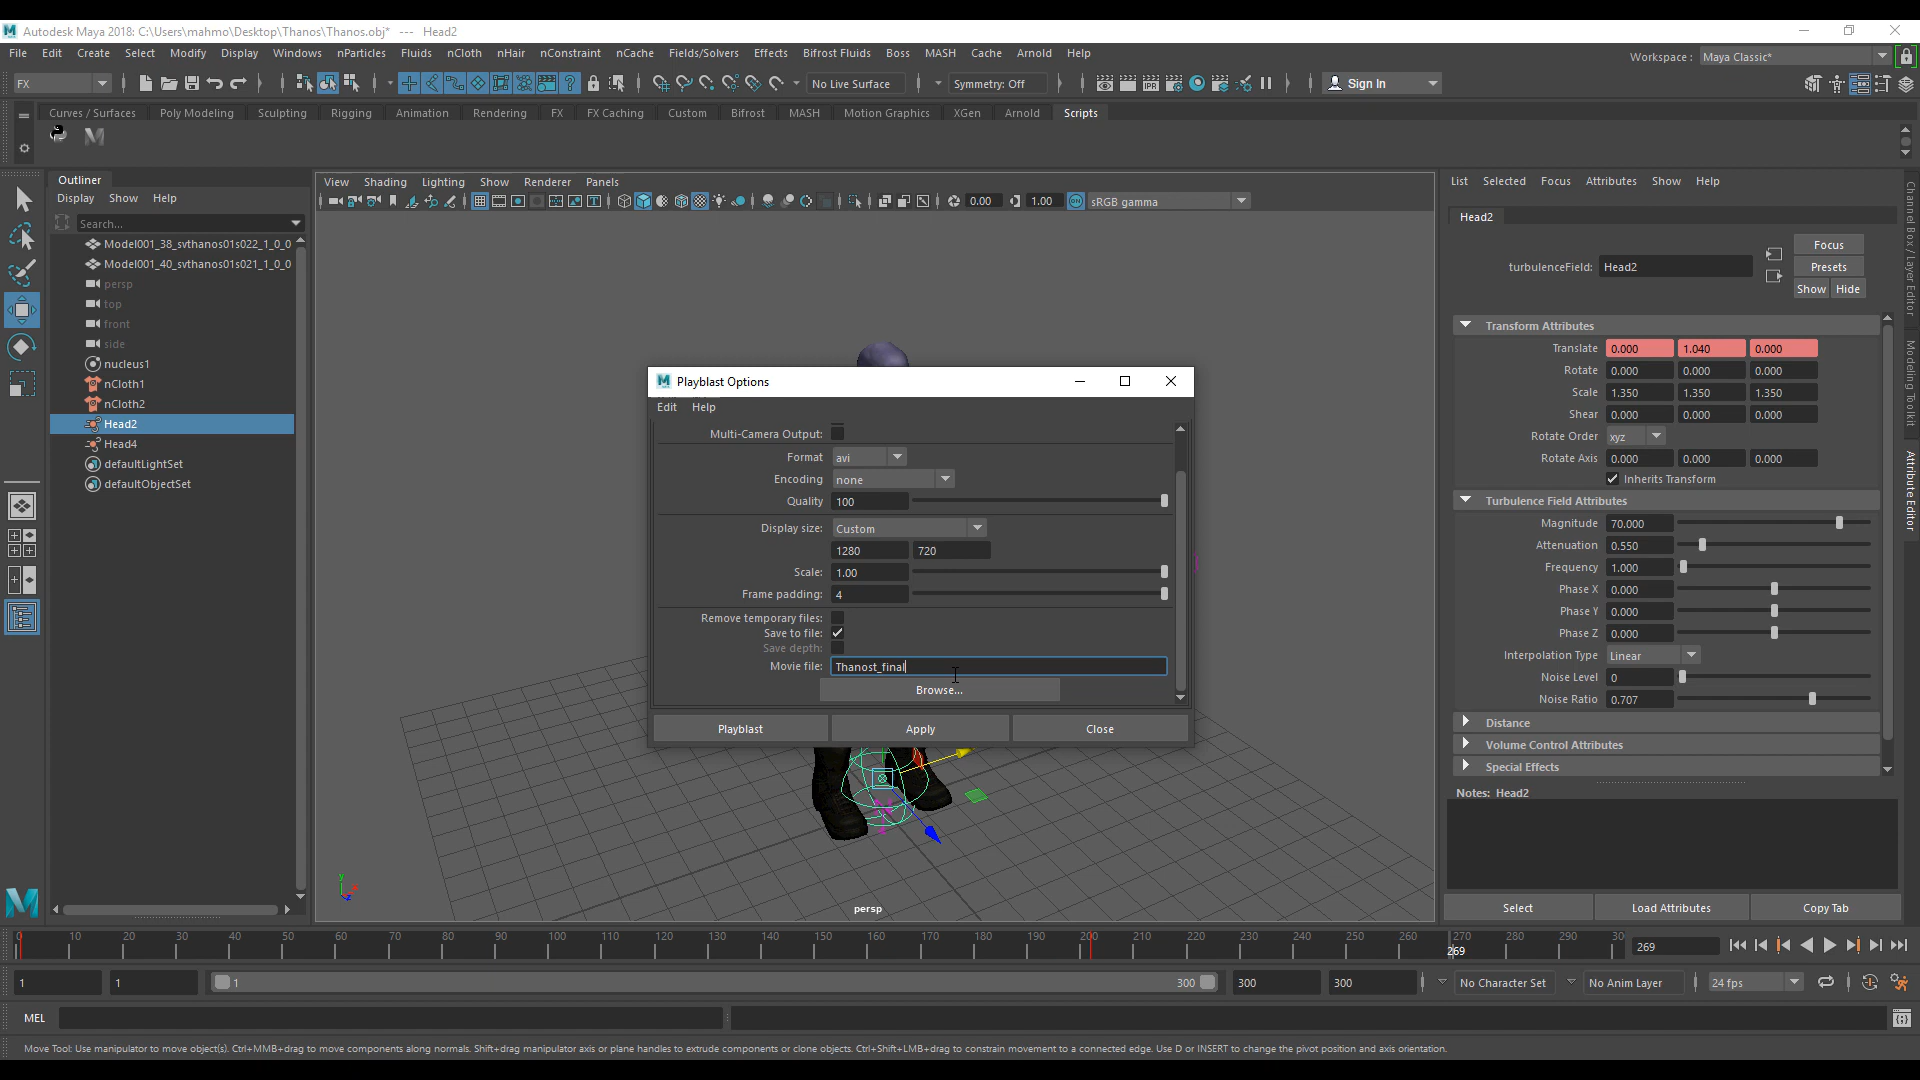 Autodesk Maya 2018: C:\Users\mahmo\Desktop\Thanos\Thanos.obj* --- Head2
File Edit Create Select Modify Display Windows nParticles Fluids nCloth nHair nConstraint nCache Fields/Solvers Effects Bifrost Fluids Boss MASH Cache Arnold Help
Workspace : Maya Classic*
FX No Live Surface Symmetry: Off Sign In
Curves / Surfaces Poly Modeling Sculpting Rigging Animation Rendering FX FX Caching Custom Bifrost MASH Motion Graphics XGen Arnold Scripts
Outliner
Display Show Help
Search...
Model001_38_svthanos01s022_1_0_0
Model001_40_svthanos01s021_1_0_0
persp
top
front
side
nucleus1
nCloth1
nCloth2
Head2
Head4
defaultLightSet
defaultObjectSet
View Shading Lighting Show Renderer Panels
0.00 1.00 sRGB gamma
Playblast Options
Edit Help
Multi-Camera Output:
Format avi
Encoding none
Quality 100
Display size: Custom
1280 720
Scale: 1.00
Frame padding: 4
Remove temporary files:
Save to file:
Save depth:
Movie file: Thanost_final
Browse...
Playblast Apply Close
persp
List Selected Focus Attributes Show Help
Head2
turbulenceField: Head2
Focus
Presets
Show Hide
Transform Attributes
Translate 0.000 1.040 0.000
Rotate 0.000 0.000 0.000
Scale 1.350 1.350 1.350
Shear 0.000 0.000 0.000
Rotate Order xyz
Rotate Axis 0.000 0.000 0.000
Inherits Transform
Turbulence Field Attributes
Magnitude 70.000
Attenuation 0.550
Frequency 1.000
Phase X 0.000
Phase Y 0.000
Phase Z 0.000
Interpolation Type Linear
Noise Level 0
Noise Ratio 0.707
Distance
Volume Control Attributes
Special Effects
Notes: Head2
Select Load Attributes Copy Tab
Channel Box / Layer Editor
Modeling Toolkit
Attribute Editor
0 10 20 30 40 50 60 70 80 90 100 110 120 130 140 150 160 170 180 190 200 210 220 230 240 250 260 270 280 290 30
269
269
1 1 1 300 300 300 No Character Set No Anim Layer 24 fps
MEL
Move Tool: Use manipulator to move object(s). Ctrl+MMB+drag to move components along normals. Shift+drag manipulator axis or plane handles to extrude components or clone objects. Ctrl+Shift+LMB+drag to constrain movement to a connected edge. Use D or INSERT to change the pivot position and axis orientation.